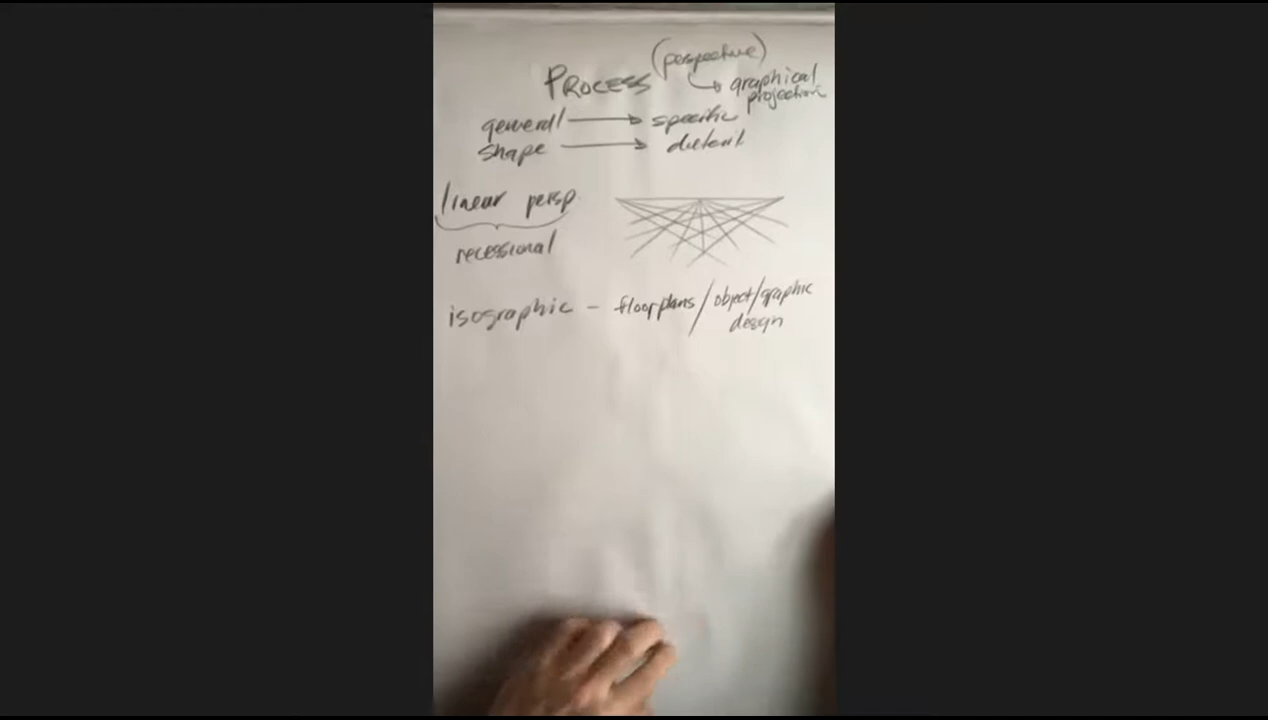 PROCESS (perspective)
↳ graphical
projection
general → specific
shape → detail
linear persp.
recessional
isographic - floorplans / object/graphic
design